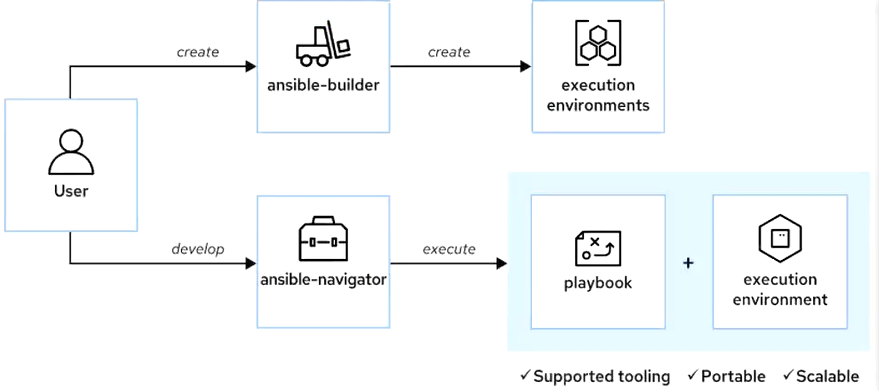 create
create
ansible-builder
execution
environments
User
develop
execute
ansible-navigator
playbook
+
execution
environment
✓Supported tooling ✓Portable ✓Scalable